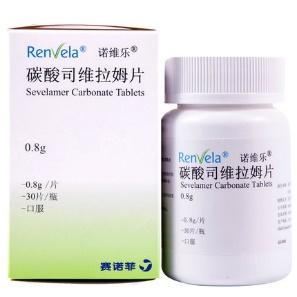 Renvela® 诺维乐®
碳酸司维拉姆片
Sevelamer Carbonate Tablets
0.8g
-0.8g /片
-30片/瓶
-口服
赛诺菲
Renvela® 诺维乐®
碳酸司维拉姆片
Sevelamer Carbonate Tablets
0.8g
-0.8g/片
-30片/瓶
-口服